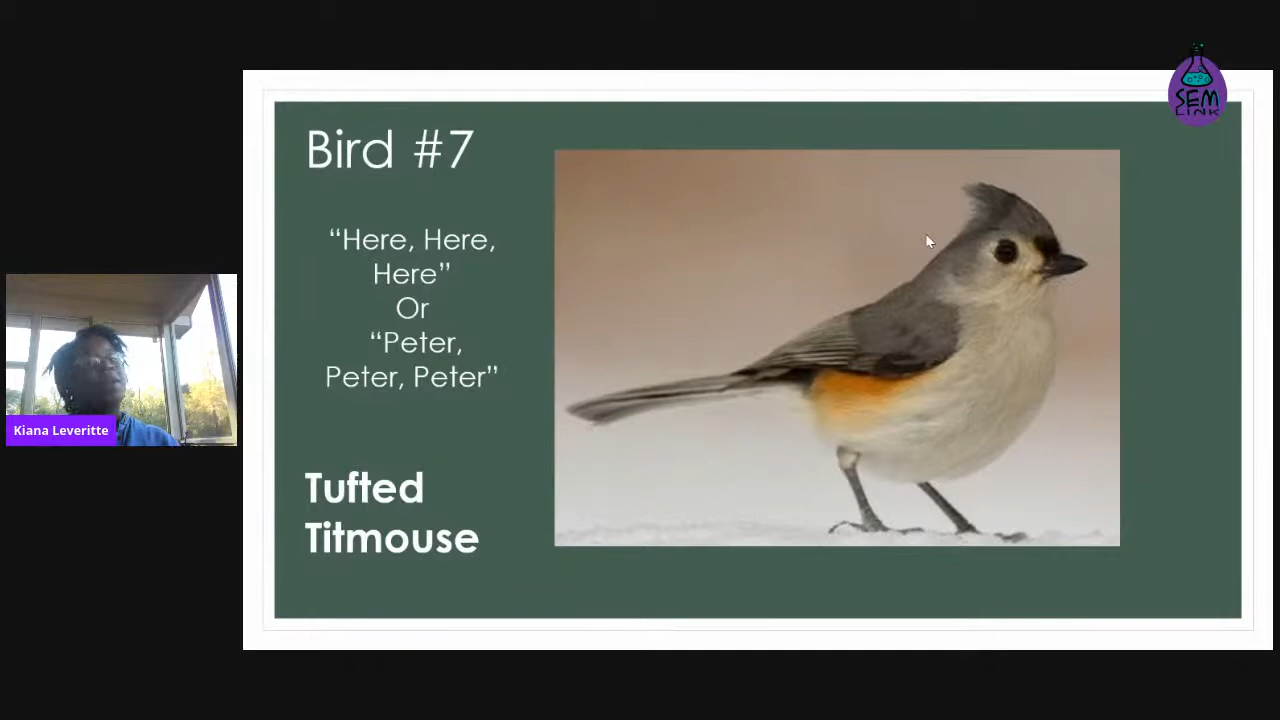 Bird #7
“Here, Here,
Here”
Or
“Peter,
Peter, Peter”
Tufted
Titmouse
SEM
LINK
Kiana Leveritte